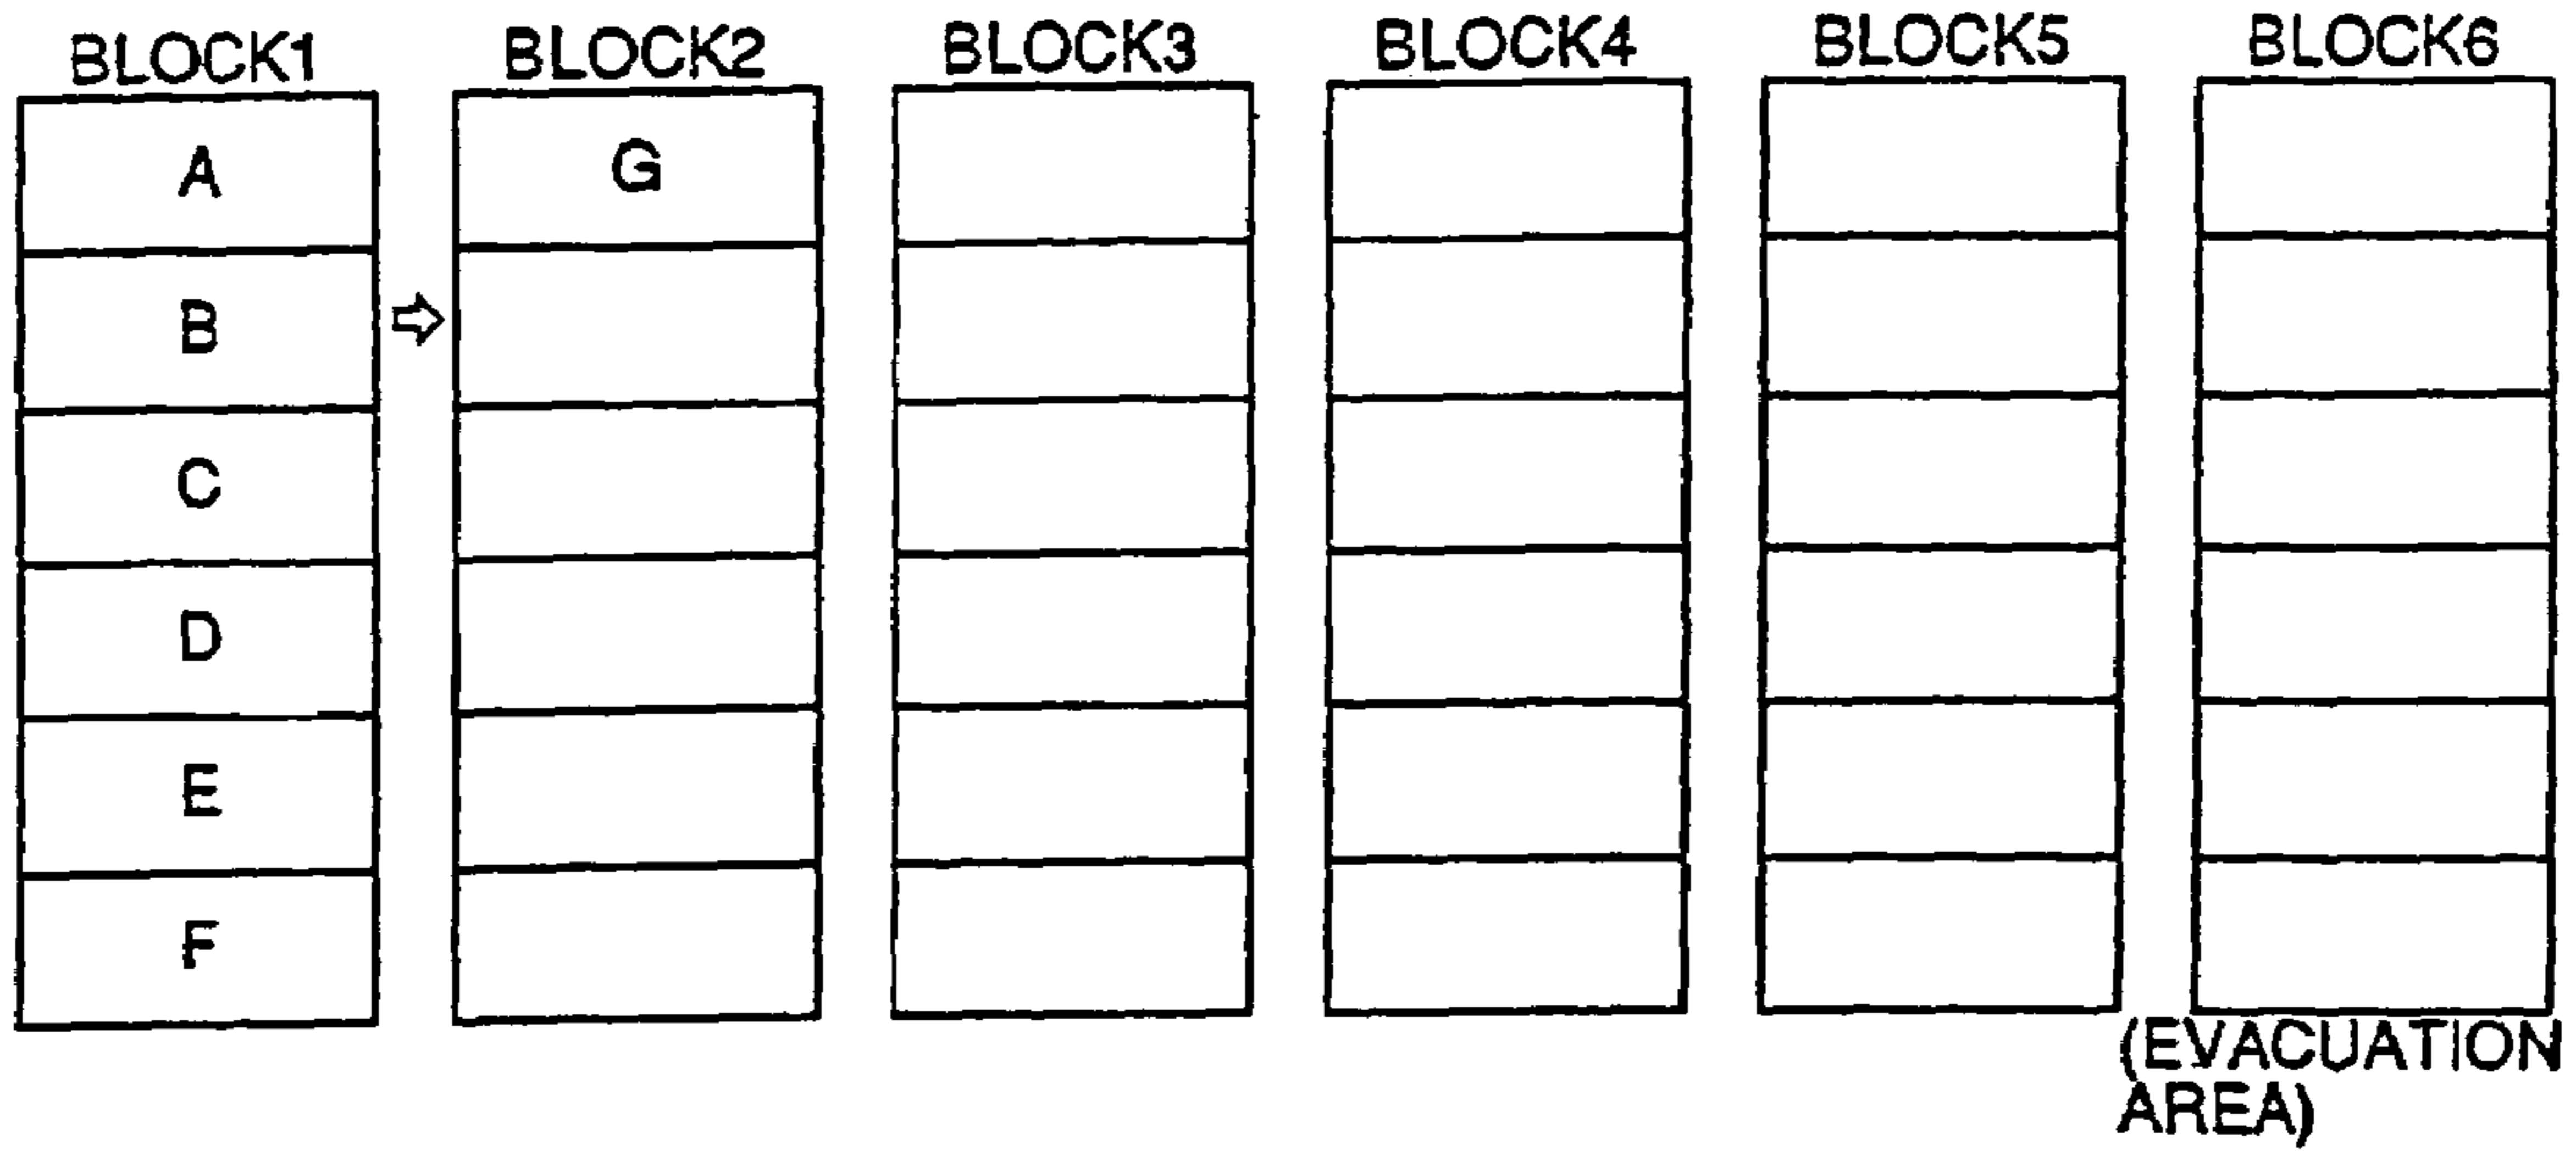 BLOCK1 BLOCK2 BLOCK3 BLOCK4 BLOCK5 BLOCK6
A G
B
C
D
E
F
(EVACUATION
AREA)